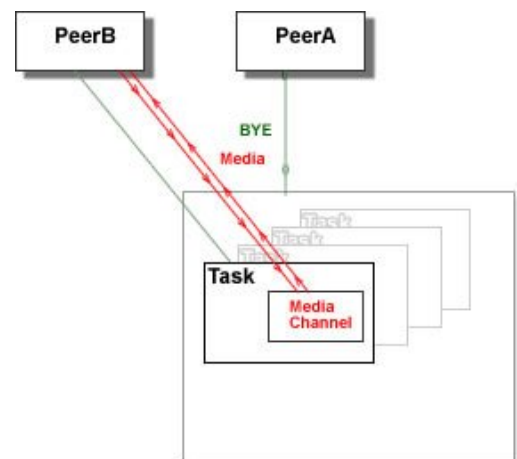 PeerB
PeerA
BYE
Media
Task
Task
Task
Task
Media
Channel